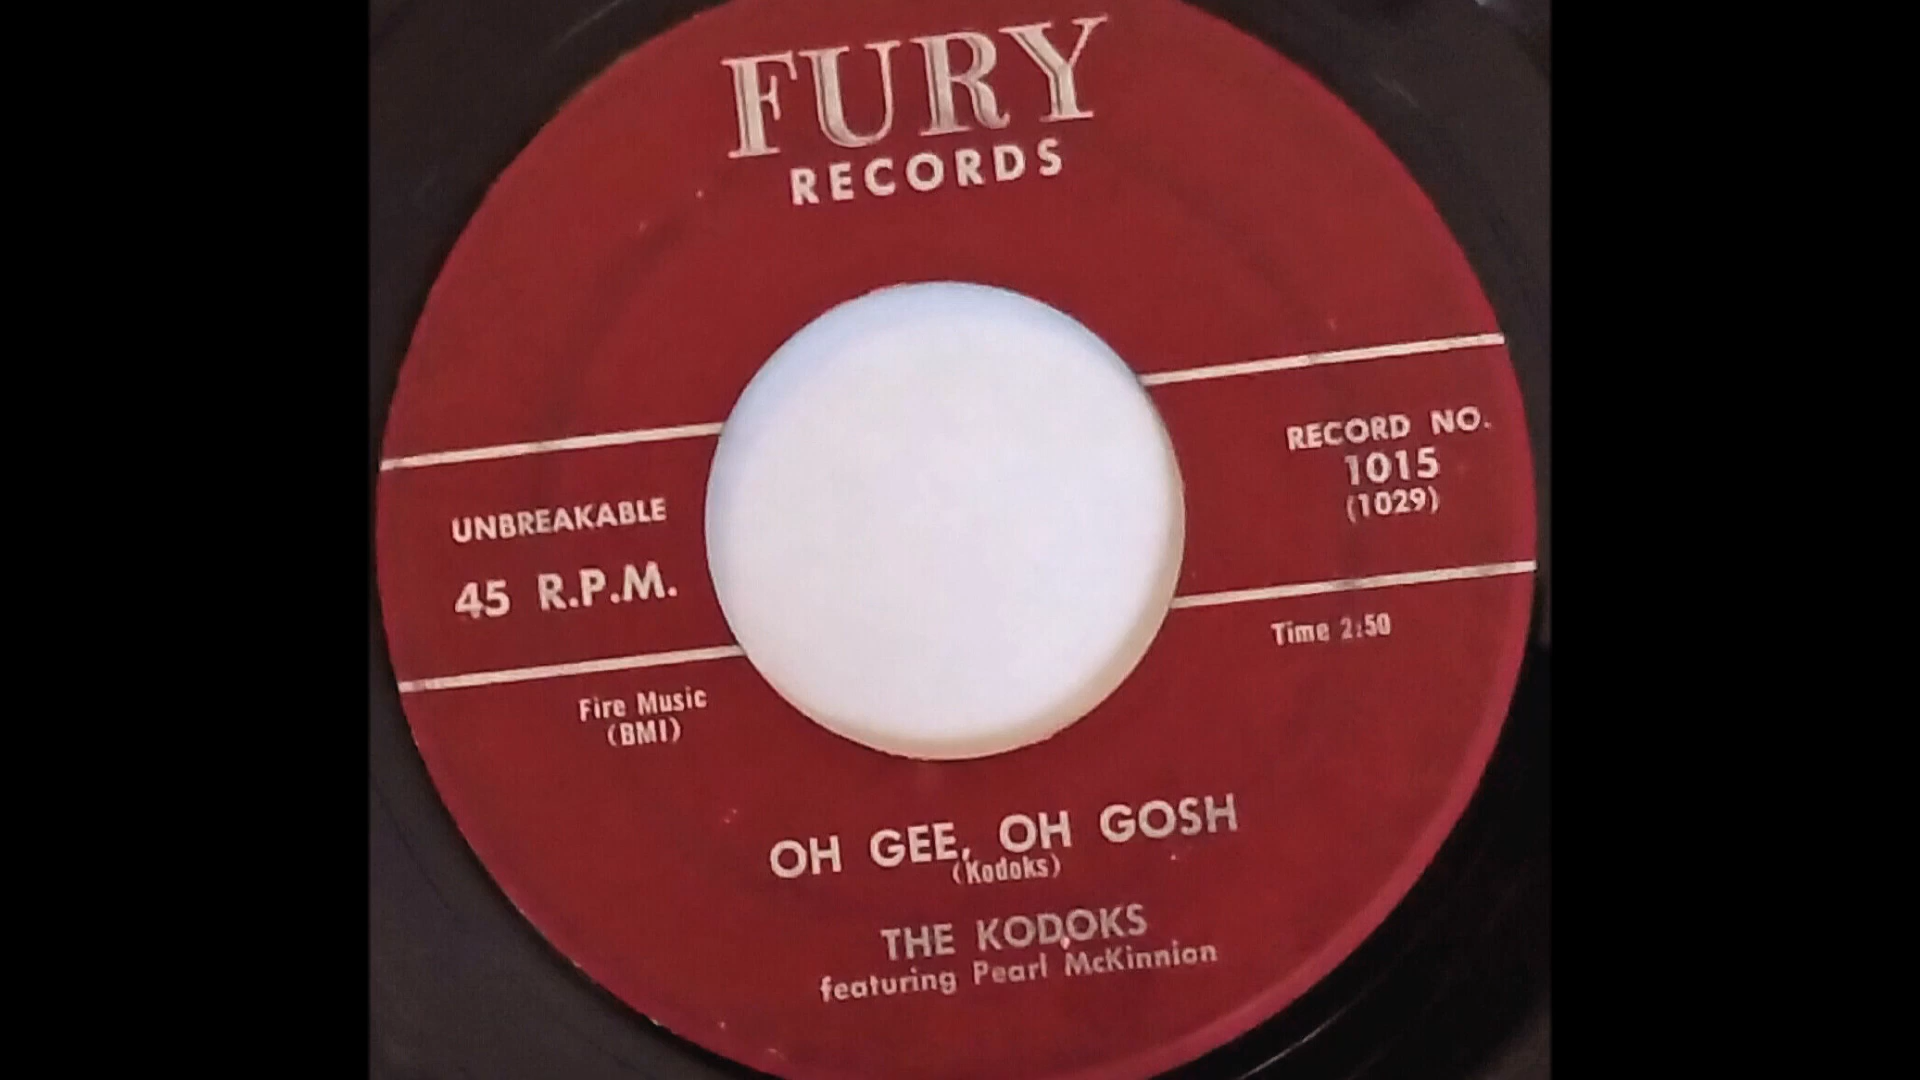 FURY
RECORDS
RECORD NO.
1015
(1029)
UNBREAKABLE
45 R.P.M.
Time 2:50
Fire Music
(BMI)
OH GEE, OH GOSH
(Kodoks)
THE KODOKS
featuring Pearl McKinnion